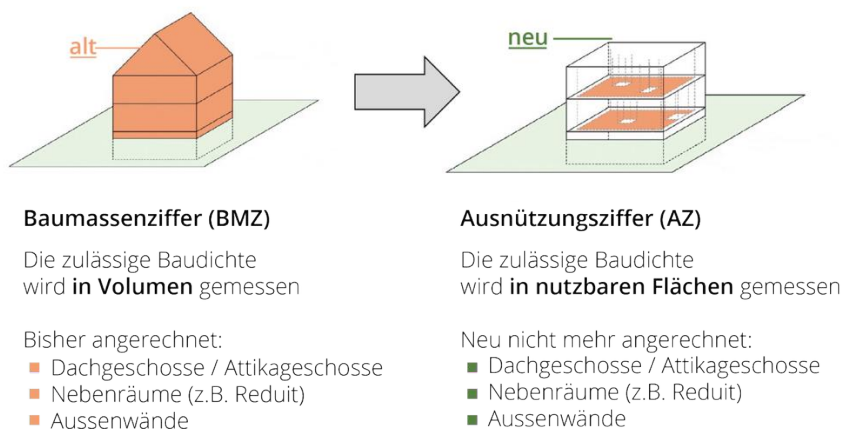 alt
neu
Baumassenziffer (BMZ)
Die zulässige Baudichte
wird in Volumen gemessen
Bisher angerechnet:
Dachgeschosse / Attikageschosse
Nebenräume (z.B. Reduit)
Aussenwände
Ausnützungsziffer (AZ)
Die zulässige Baudichte
wird in nutzbaren Flächen gemessen
Neu nicht mehr angerechnet:
Dachgeschosse / Attikageschosse
Nebenräume (z.B. Reduit)
Aussenwände